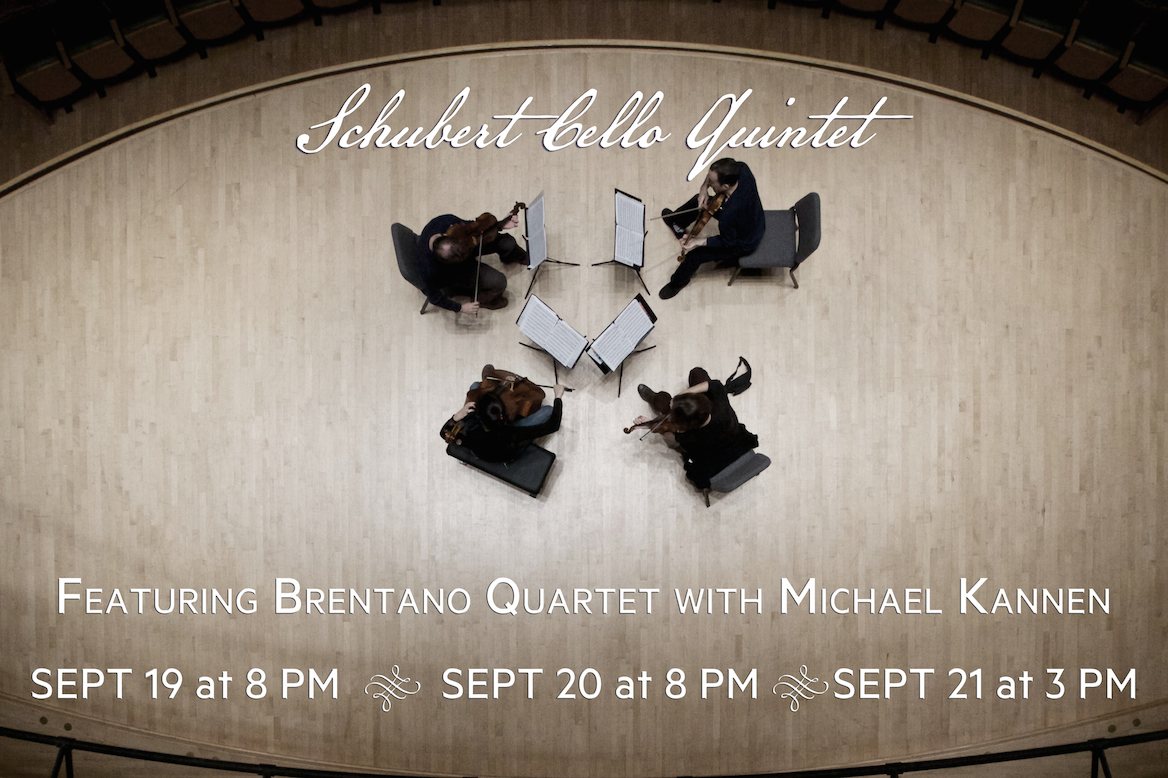 Schubert Cello Quintet
Featuring Brentano Quartet with Michael Kannen
SEPT 19 at 8 PM SEPT 20 at 8 PM SEPT 21 at 3 PM